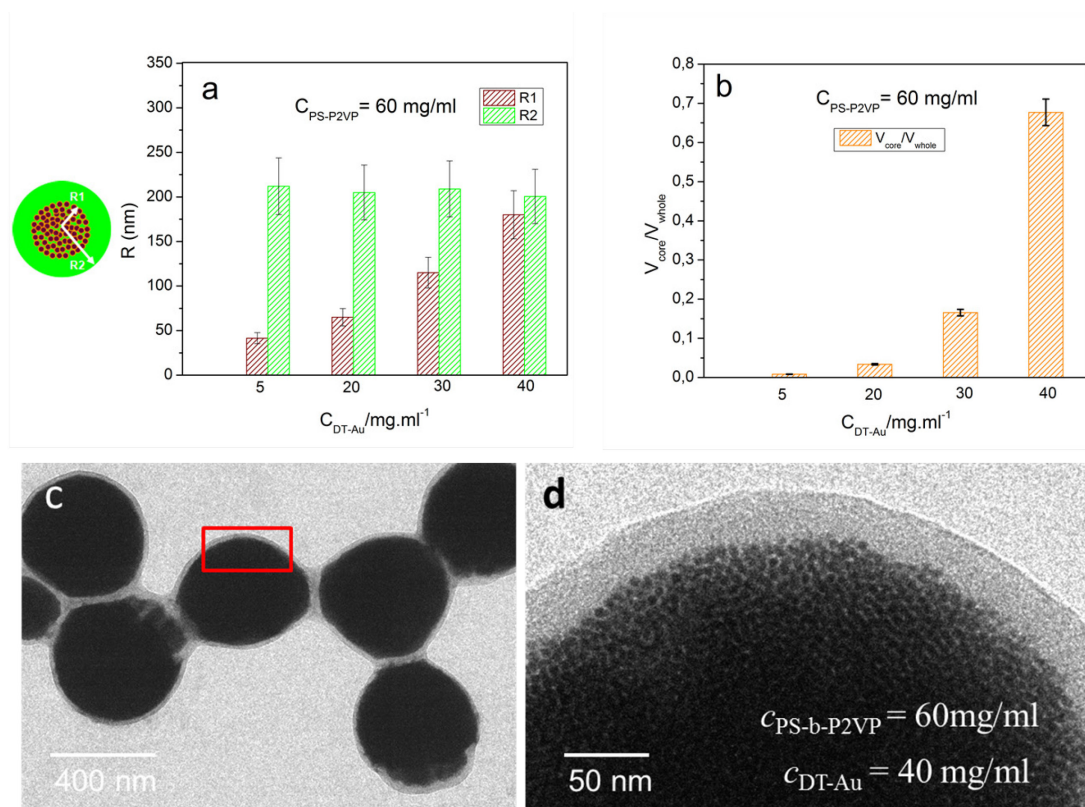 a
C_PS-P2VP = 60 mg/ml
R1
R2
R1
R2
R (nm)
350
300
250
200
150
100
50
0
5 20 30 40
C_DT-Au/mg.ml⁻¹
b
C_PS-P2VP = 60 mg/ml
V_core/V_whole
V_core/V_whole
0,8
0,7
0,6
0,5
0,4
0,3
0,2
0,1
0,0
5 20 30 40
C_DT-Au/mg.ml⁻¹
c
400 nm
d
c_PS-b-P2VP = 60mg/ml
c_DT-Au = 40 mg/ml
50 nm